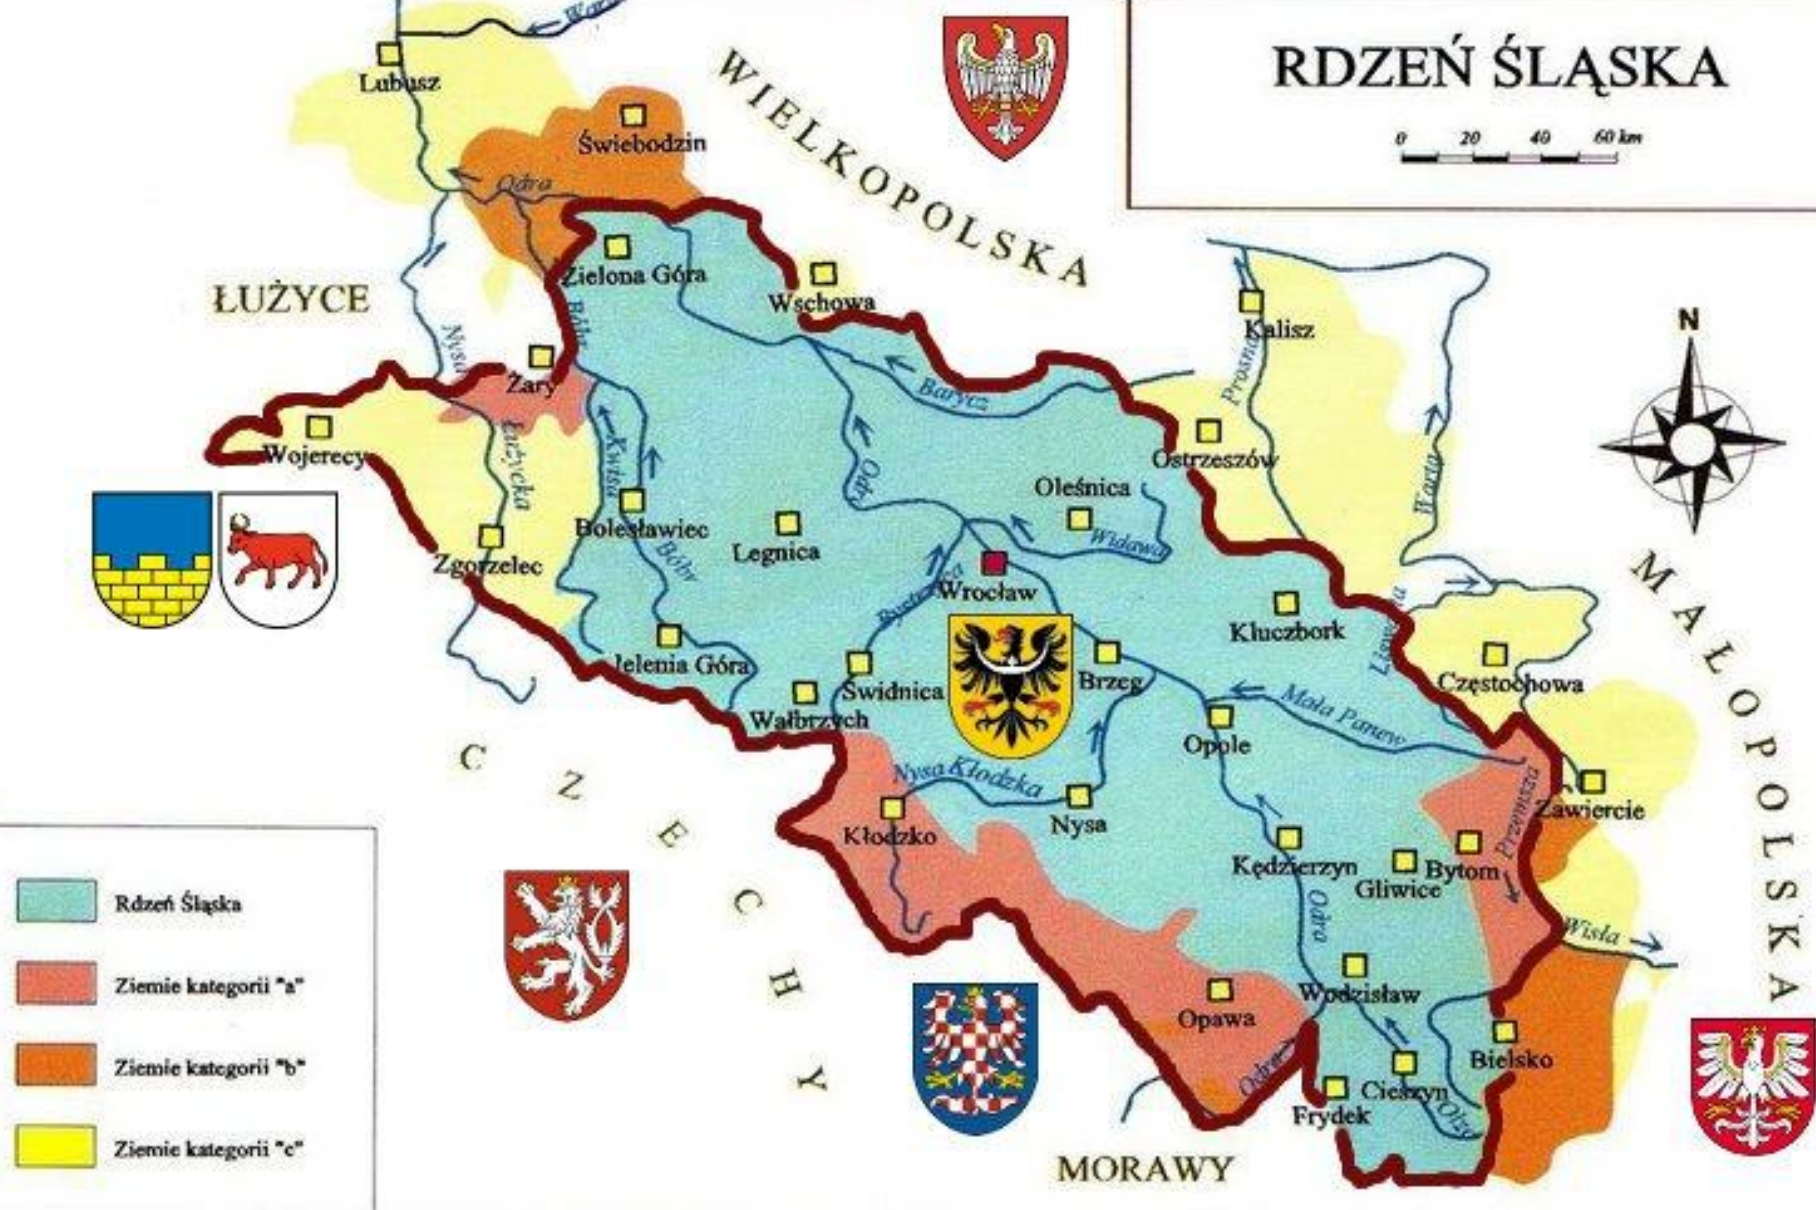 RDZEŃ ŚLĄSKA
0 20 40 60 km
N
WIELKOPOLSKA
ŁUŻYCE
MAŁOPOLSKA
CZECHY
MORAWY
Lubusz
Świebodzin
Odra
Zielona Góra
Wschowa
Kalisz
Prosna
Nysa
Bóbr
Żary
Barycz
Wojerecy
Łużycka
Kwisa
Ostrzeszów
Warta
Oleśnica
Bolesławiec
Legnica
Widawa
Zgorzelec
Bóbr
Wrocław
Kluczbork
Jelenia Góra
Świdnica
Brzeg
Częstochowa
Wałbrzych
Mała Panew
Opole
Nysa Kłodzka
Kłodzko
Nysa
Zawiercie
Przemsza
Kędzierzyn
Gliwice
Bytom
Odra
Wisła
Wodzisław
Opawa
Bielsko
Cieszyn
Odra
Frydek
Olza
Rdzeń Śląska
Ziemie kategorii "a"
Ziemie kategorii "b"
Ziemie kategorii "c"